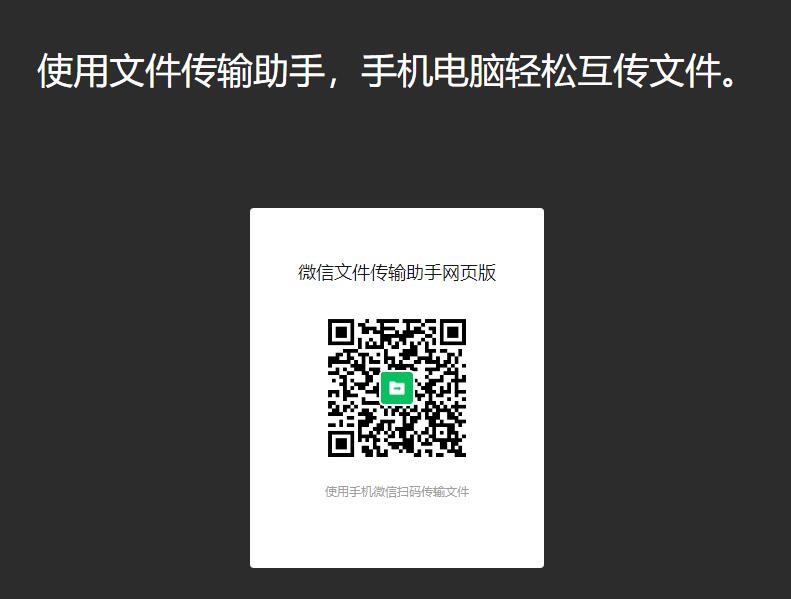 使用文件传输助手，手机电脑轻松互传文件。
微信文件传输助手网页版
使用手机微信扫码传输文件